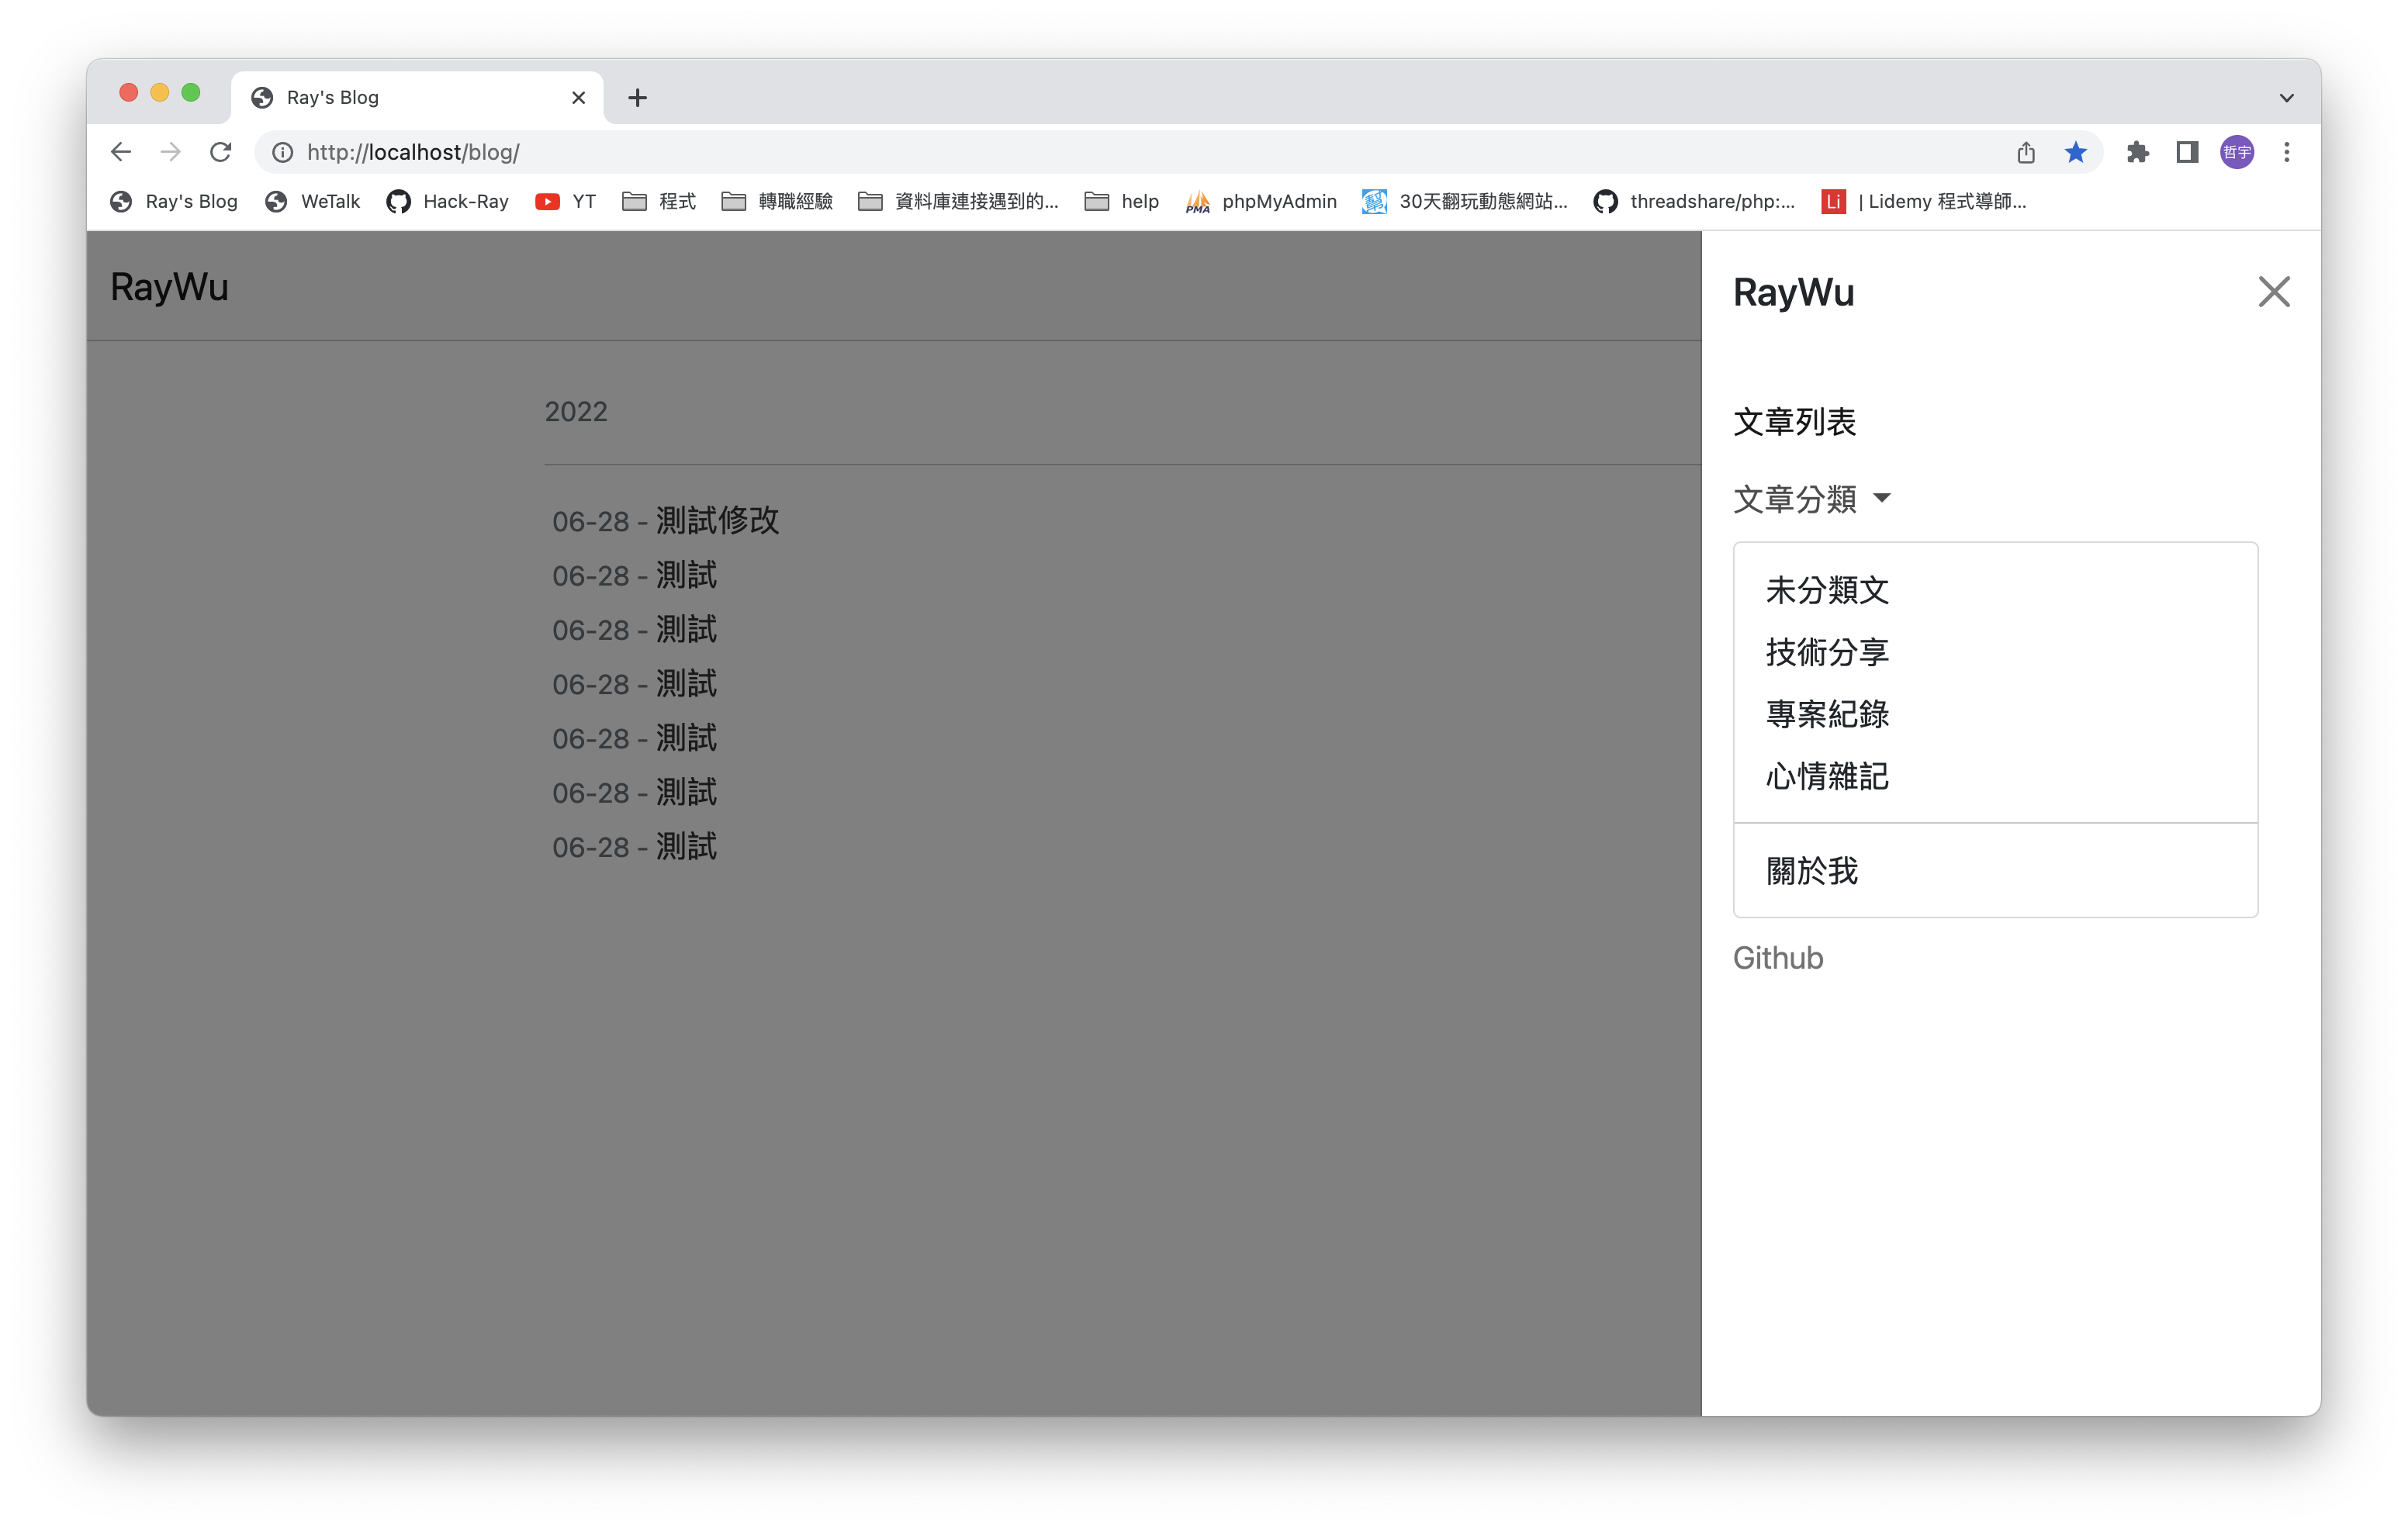 Ray's Blog
http://localhost/blog/
哲宇
Ray's Blog WeTalk Hack-Ray YT 程式 轉職經驗 資料庫連接遇到的... help phpMyAdmin 30天翻玩動態網站... threadshare/php:... Li | Lidemy 程式導師...
RayWu
2022
06-28 - 測試修改
06-28 - 測試
06-28 - 測試
06-28 - 測試
06-28 - 測試
06-28 - 測試
06-28 - 測試
RayWu
文章列表
文章分類
未分類文
技術分享
專案紀錄
心情雜記
關於我
Github